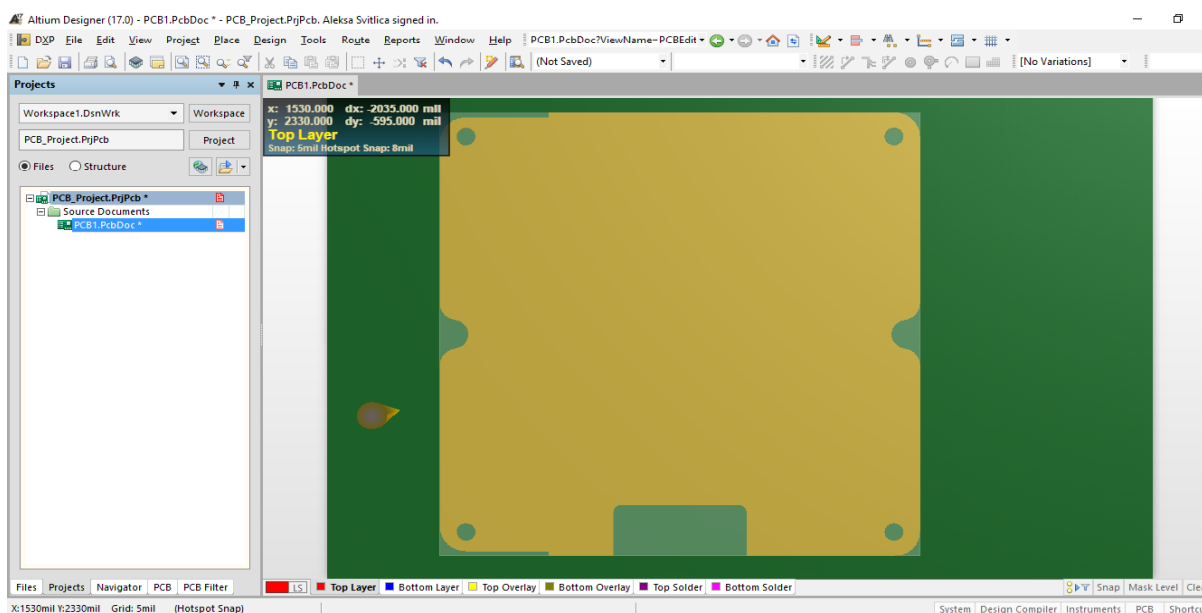 Altium Designer (17.0) - PCB1.PcbDoc * - PCB_Project.PrjPcb. Aleksa Svitlica signed in.
DXP File Edit View Project Place Design Tools Route Reports Window Help PCB1.PcbDoc?ViewName=PCBEdit
(Not Saved) [No Variations]
Projects
PCB1.PcbDoc *
Workspace1.DsnWrk Workspace
PCB_Project.PrjPcb Project
Files Structure
PCB_Project.PrjPcb *
Source Documents
PCB1.PcbDoc *
x: 1530.000 dx: -2035.000 mil
y: 2330.000 dy: -595.000 mil
Top Layer
Snap: 5mil Hotspot Snap: 8mil
Files Projects Navigator PCB PCB Filter
LS Top Layer Bottom Layer Top Overlay Bottom Overlay Top Solder Bottom Solder
Snap Mask Level Cle
X:1530mil Y:2330mil Grid: 5mil (Hotspot Snap)
System Design Compiler Instruments PCB Shortcu